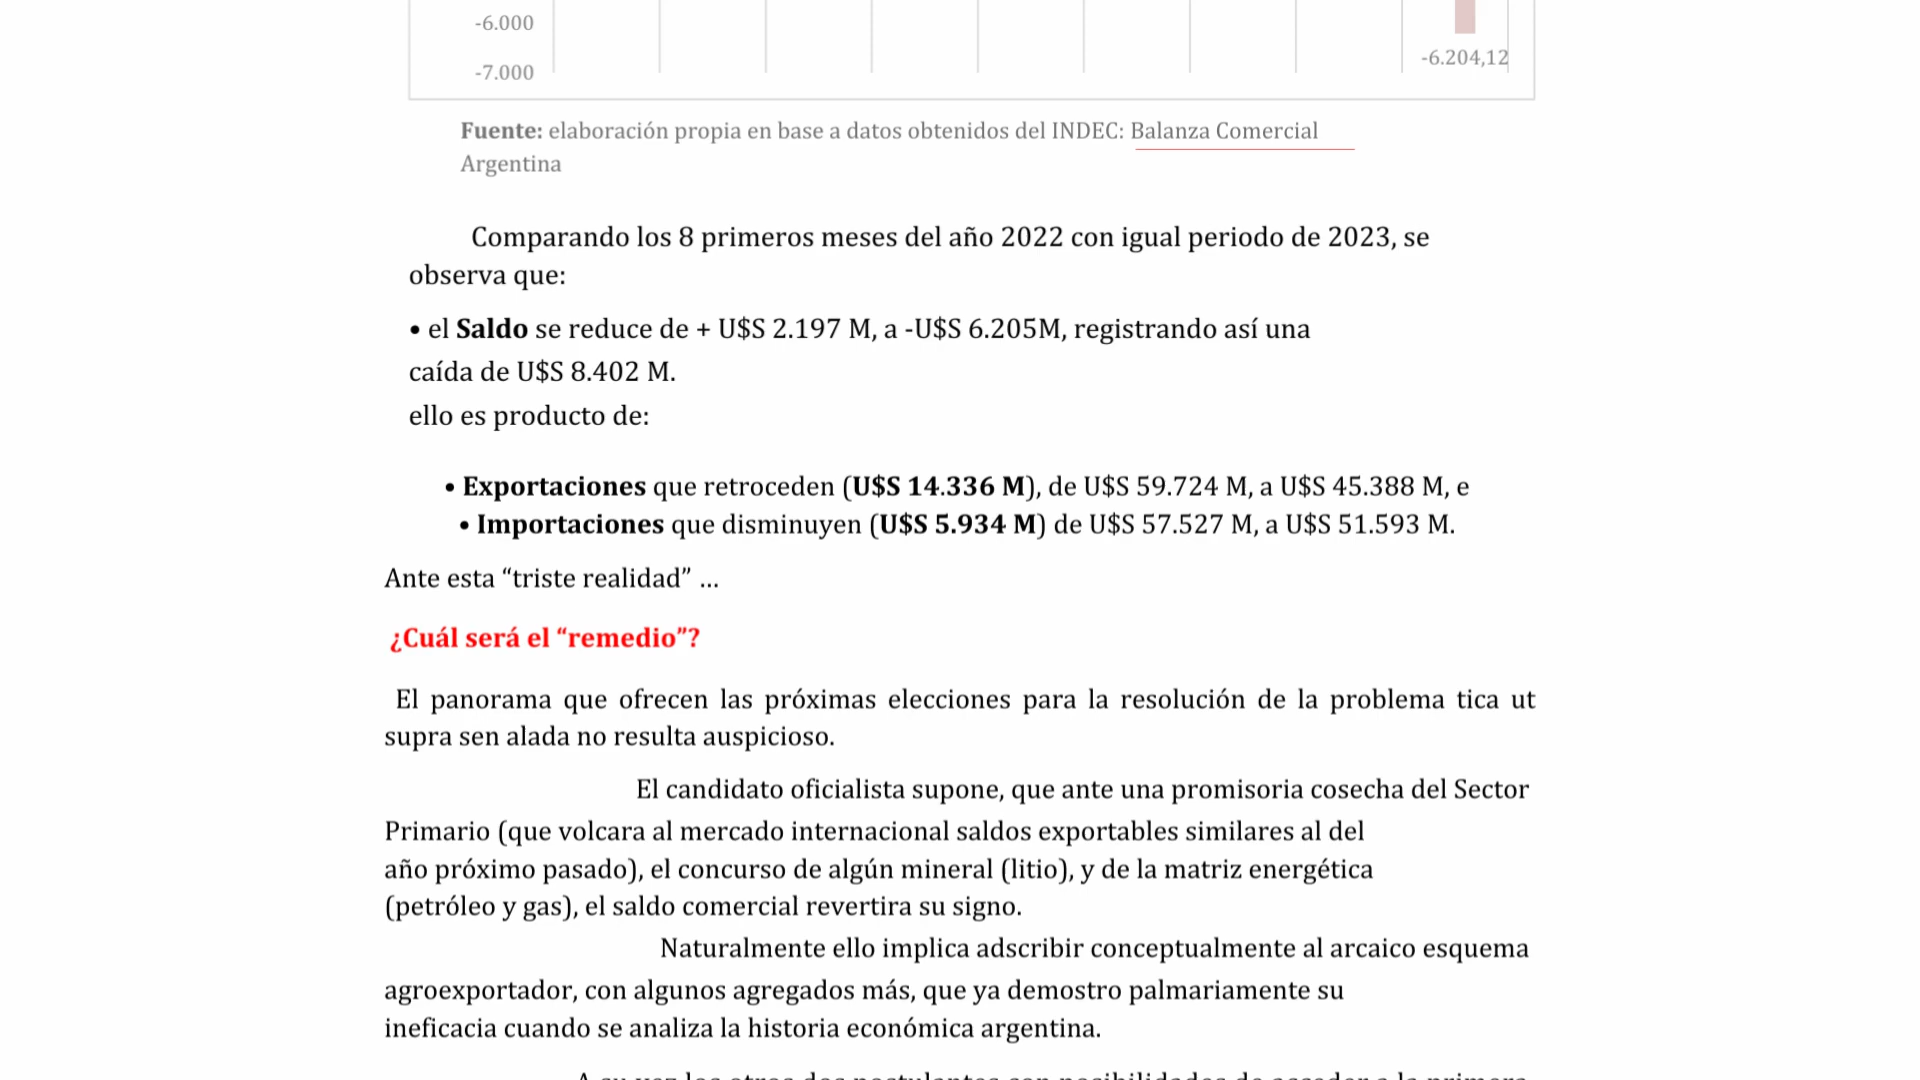 -6.000
-6.204,12
-7.000
Fuente: elaboración propia en base a datos obtenidos del INDEC: Balanza Comercial
Argentina
Comparando los 8 primeros meses del año 2022 con igual periodo de 2023, se
observa que:
• el Saldo se reduce de + U$S 2.197 M, a -U$S 6.205M, registrando así una
caída de U$S 8.402 M.
ello es producto de:
• Exportaciones que retroceden (U$S 14.336 M), de U$S 59.724 M, a U$S 45.388 M, e
• Importaciones que disminuyen (U$S 5.934 M) de U$S 57.527 M, a U$S 51.593 M.
Ante esta “triste realidad” ...
¿Cuál será el “remedio”?
El panorama que ofrecen las próximas elecciones para la resolución de la problema tica ut
supra sen alada no resulta auspicioso.
El candidato oficialista supone, que ante una promisoria cosecha del Sector
Primario (que volcara al mercado internacional saldos exportables similares al del
año próximo pasado), el concurso de algún mineral (litio), y de la matriz energética
(petróleo y gas), el saldo comercial revertira su signo.
Naturalmente ello implica adscribir conceptualmente al arcaico esquema
agroexportador, con algunos agregados más, que ya demostro palmariamente su
ineficacia cuando se analiza la historia económica argentina.